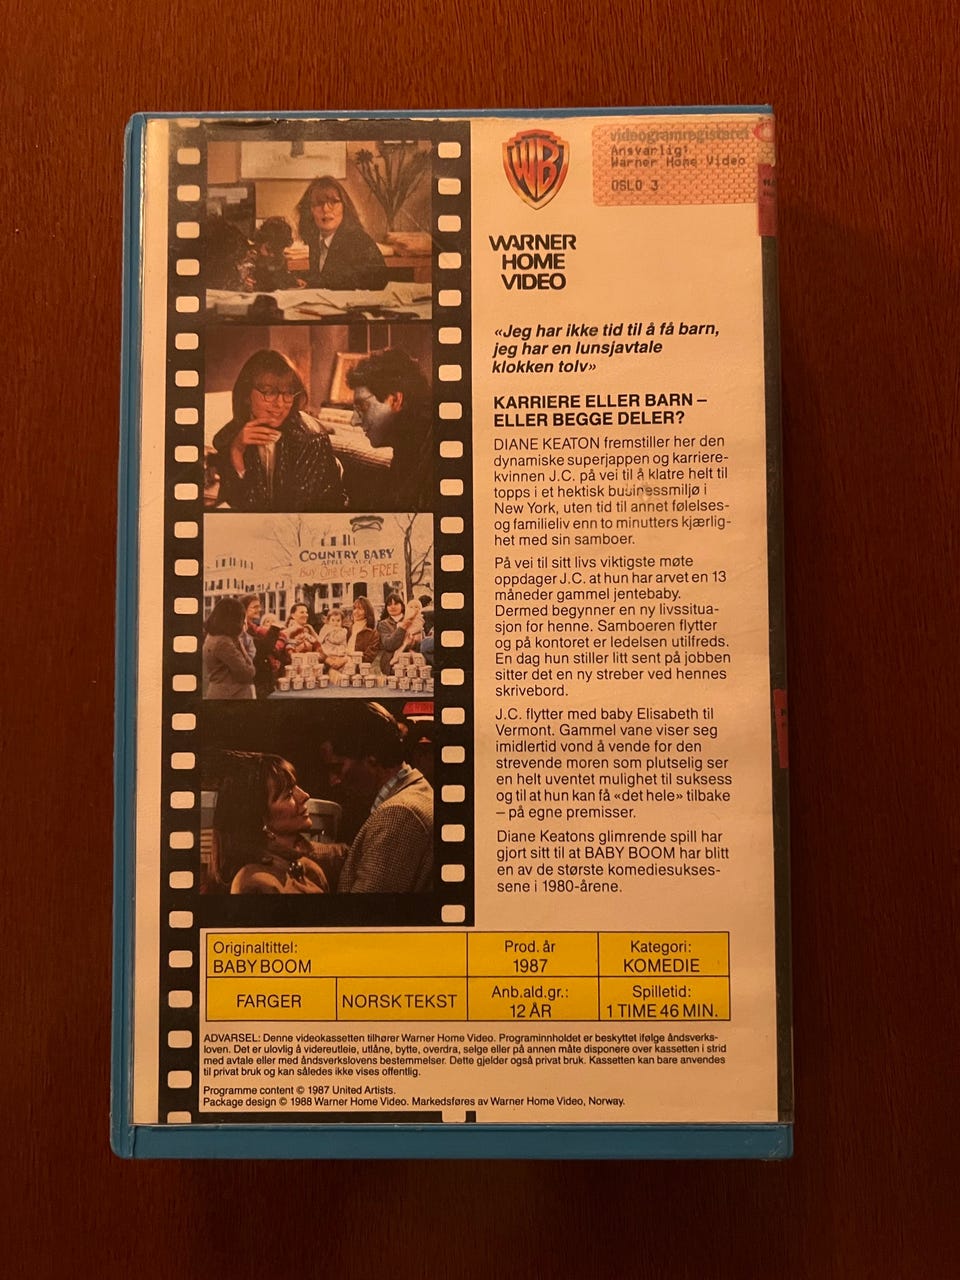 videogramregisteret
Ansvarlig:
Warner Home Video
OSLO 3
WB
WARNER
HOME
VIDEO
«Jeg har ikke tid til å få barn,
jeg har en lunsjavtale
klokken tolv»
KARRIERE ELLER BARN –
ELLER BEGGE DELER?
DIANE KEATON fremstiller her den
dynamiske superjappen og karriere-
kvinnen J.C. på vei til å klatre helt til
topps i et hektisk businessmiljø i
New York, uten tid til annet følelses-
og familieliv enn to minutters kjærlig-
het med sin samboer.
På vei til sitt livs viktigste møte
oppdager J.C. at hun har arvet en 13
måneder gammel jentebaby.
Dermed begynner en ny livssitua-
sjon for henne. Samboeren flytter
og på kontoret er ledelsen utilfreds.
En dag hun stiller litt sent på jobben
sitter det en ny streber ved hennes
skrivebord.
J.C. flytter med baby Elisabeth til
Vermont. Gammel vane viser seg
imidlertid vond å vende for den
strevende moren som plutselig ser
en helt uventet mulighet til suksess
og til at hun kan få «det hele» tilbake
– på egne premisser.
Diane Keatons glimrende spill har
gjort sitt til at BABY BOOM har blitt
en av de største komediesukses-
sene i 1980-årene.
COUNTRY BABY
APPLE SAUCE
Buy One Get 5 FREE
Originaltittel:
BABY BOOM
Prod. år
1987
Kategori:
KOMEDIE
FARGER
NORSK TEKST
Anb.ald.gr.:
12 ÅR
Spilletid:
1 TIME 46 MIN.
ADVARSEL: Denne videokassetten tilhører Warner Home Video. Programinnholdet er beskyttet ifølge åndsverks-
loven. Det er ulovlig å videreutleie, utlåne, bytte, overdra, selge eller på annen måte disponere over kassetten i strid
med avtale eller med åndsverkslovens bestemmelser. Dette gjelder også privat bruk. Kassetten kan bare anvendes
til privat bruk og kan således ikke vises offentlig.
Programme content © 1987 United Artists.
Package design © 1988 Warner Home Video. Markedsføres av Warner Home Video, Norway.